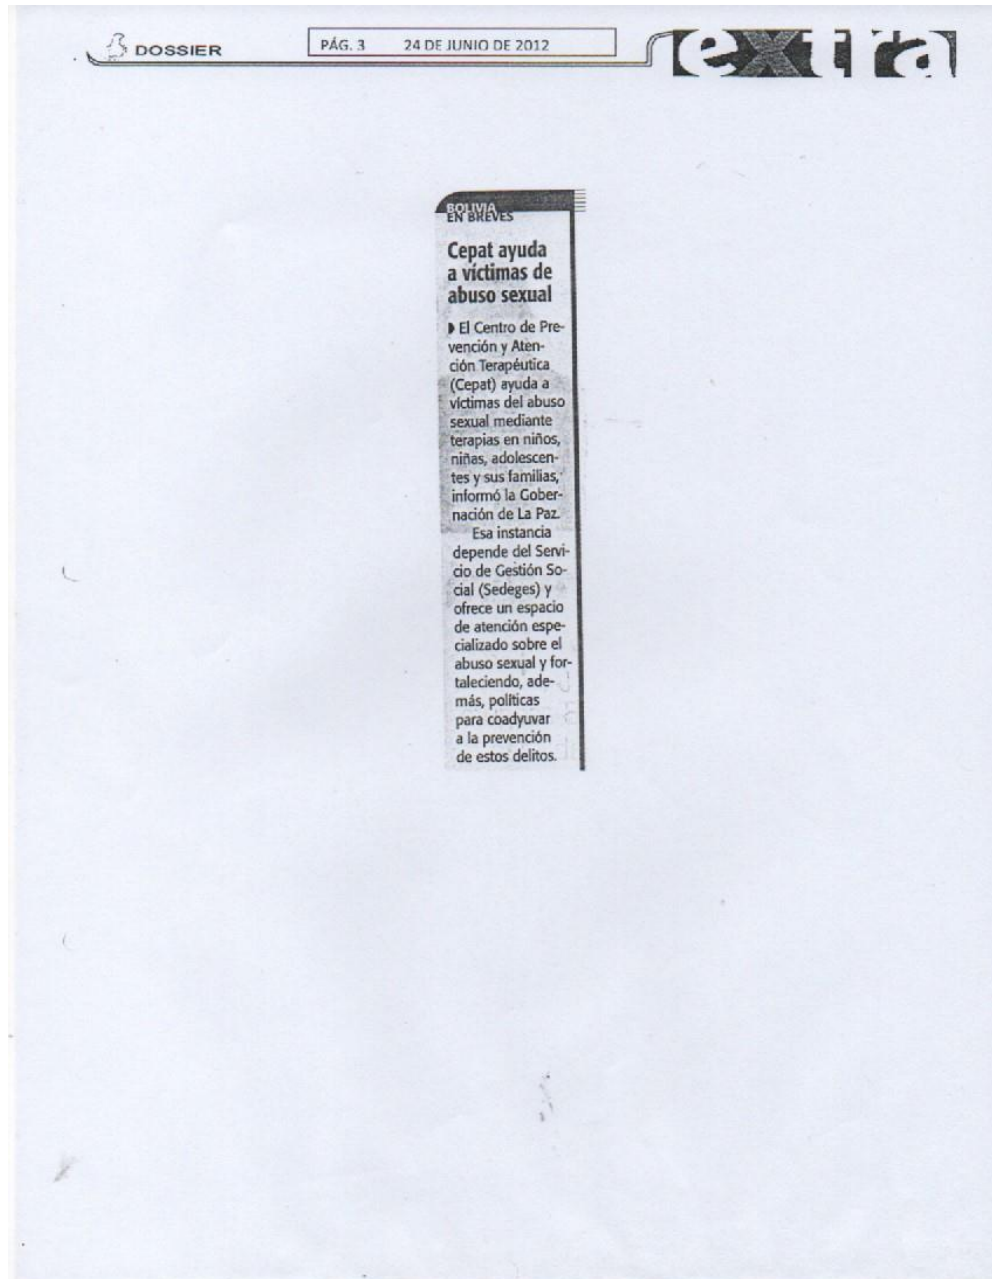 DOSSIER
PÁG. 3 24 DE JUNIO DE 2012
extra
BOLIVIA
EN BREVES
Cepat ayuda
a víctimas de
abuso sexual
El Centro de Pre-
vención y Aten-
ción Terapéutica
(Cepat) ayuda a
víctimas del abuso
sexual mediante
terapias en niños,
niñas, adolescen-
tes y sus familias,
informó la Gober-
nación de La Paz.
Esa instancia
depende del Servi-
cio de Gestión So-
cial (Sedeges) y
ofrece un espacio
de atención espe-
cializado sobre el
abuso sexual y for-
taleciendo, ade-
más, políticas
para coadyuvar
a la prevención
de estos delitos.